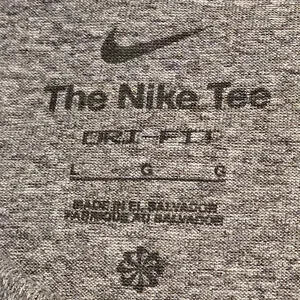 The Nike Tee
DRI-FIT
L G G
MADE IN EL SALVADOR
FABRIQUÉ AU SALVADOR